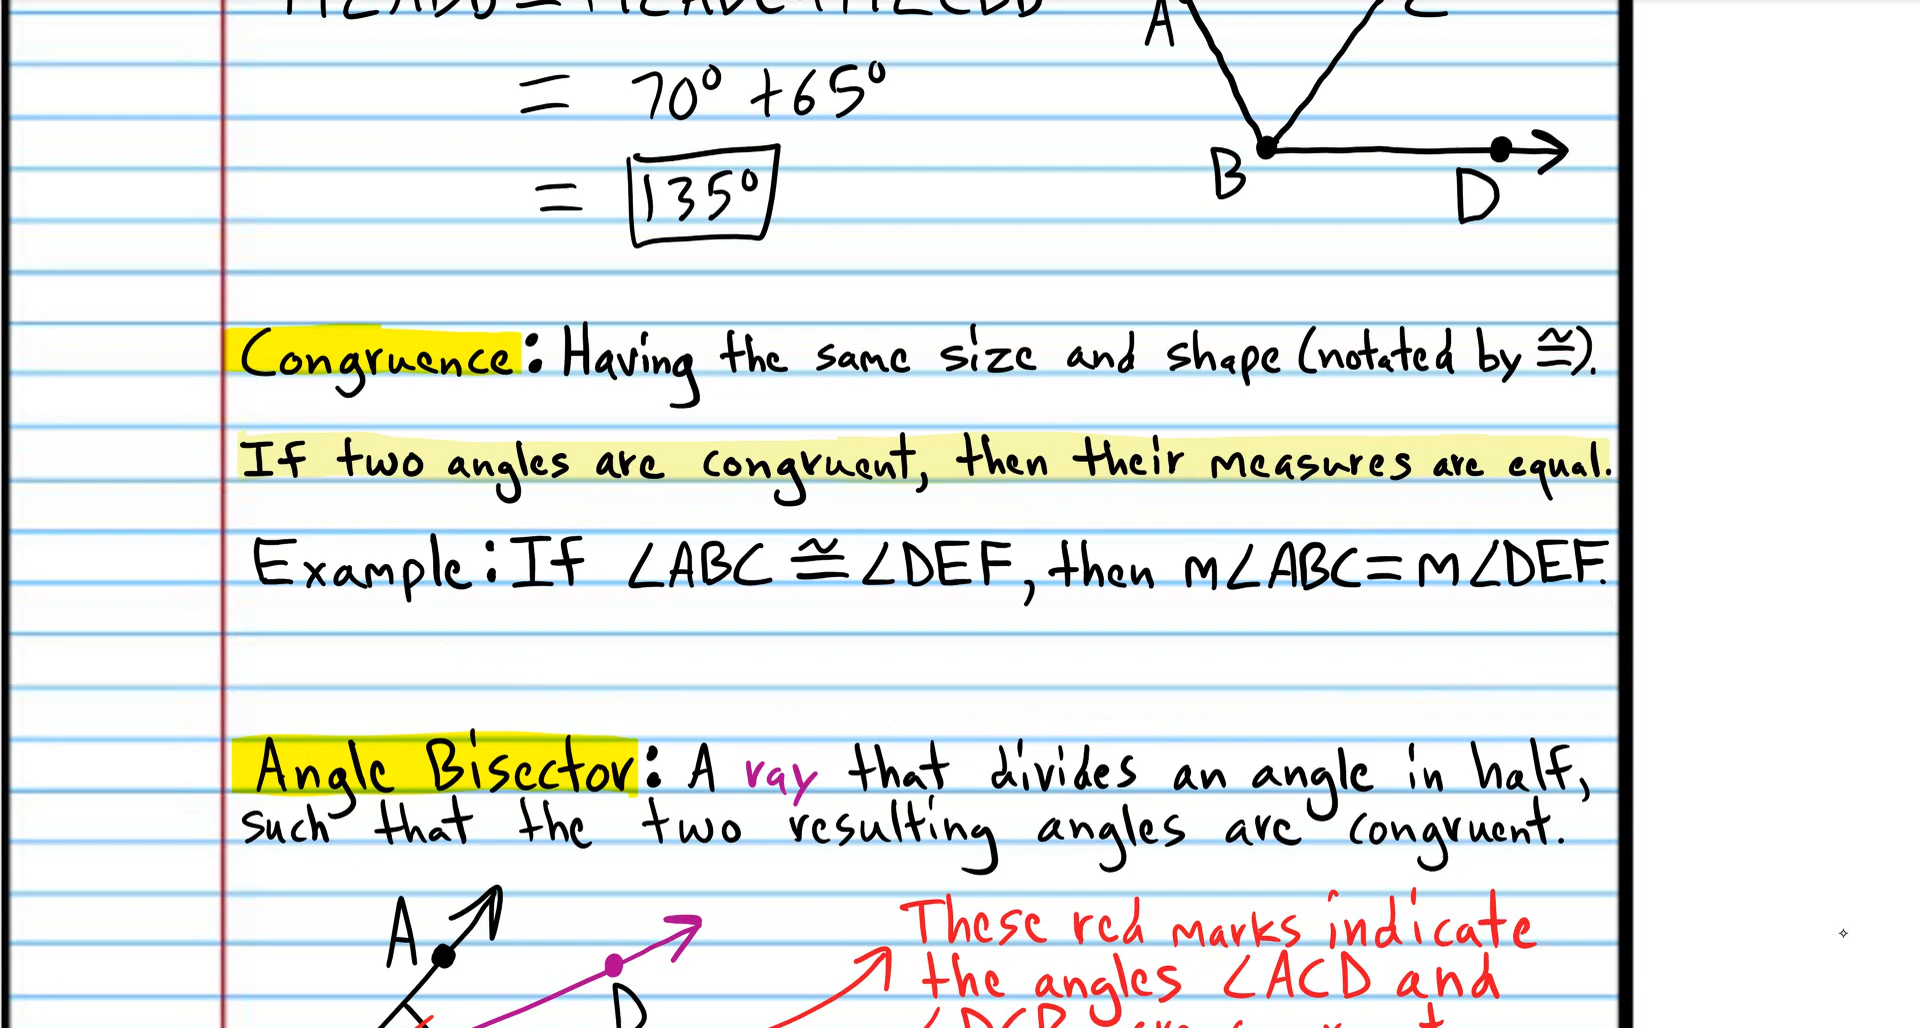 A
= 70° + 65°
= 135°
B
D
Congruence: Having the same size and shape (notated by ≅).
If two angles are congruent, then their measures are equal.
Example: If ∠ABC ≅ ∠DEF, then m∠ABC = m∠DEF.
Angle Bisector: A ray that divides an angle in half,
such that the two resulting angles are congruent.
A
D
These red marks indicate
the angles ∠ACD and